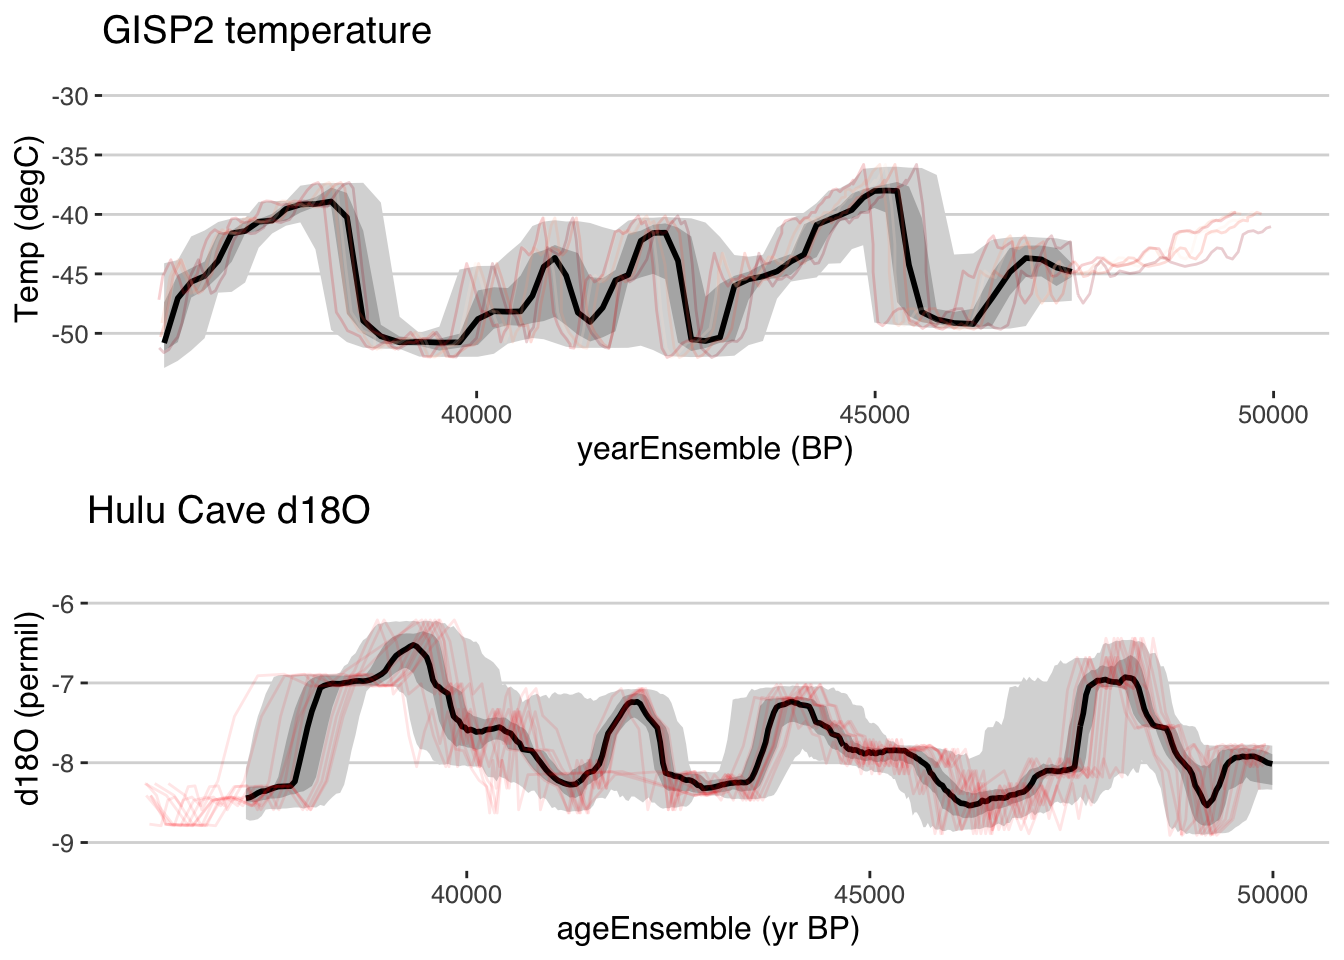 GISP2 temperature
-30
-35
-40
-45
-50
Temp (degC)
40000
45000
50000
yearEnsemble (BP)
Hulu Cave d18O
-6
-7
-8
-9
d18O (permil)
40000
45000
50000
ageEnsemble (yr BP)